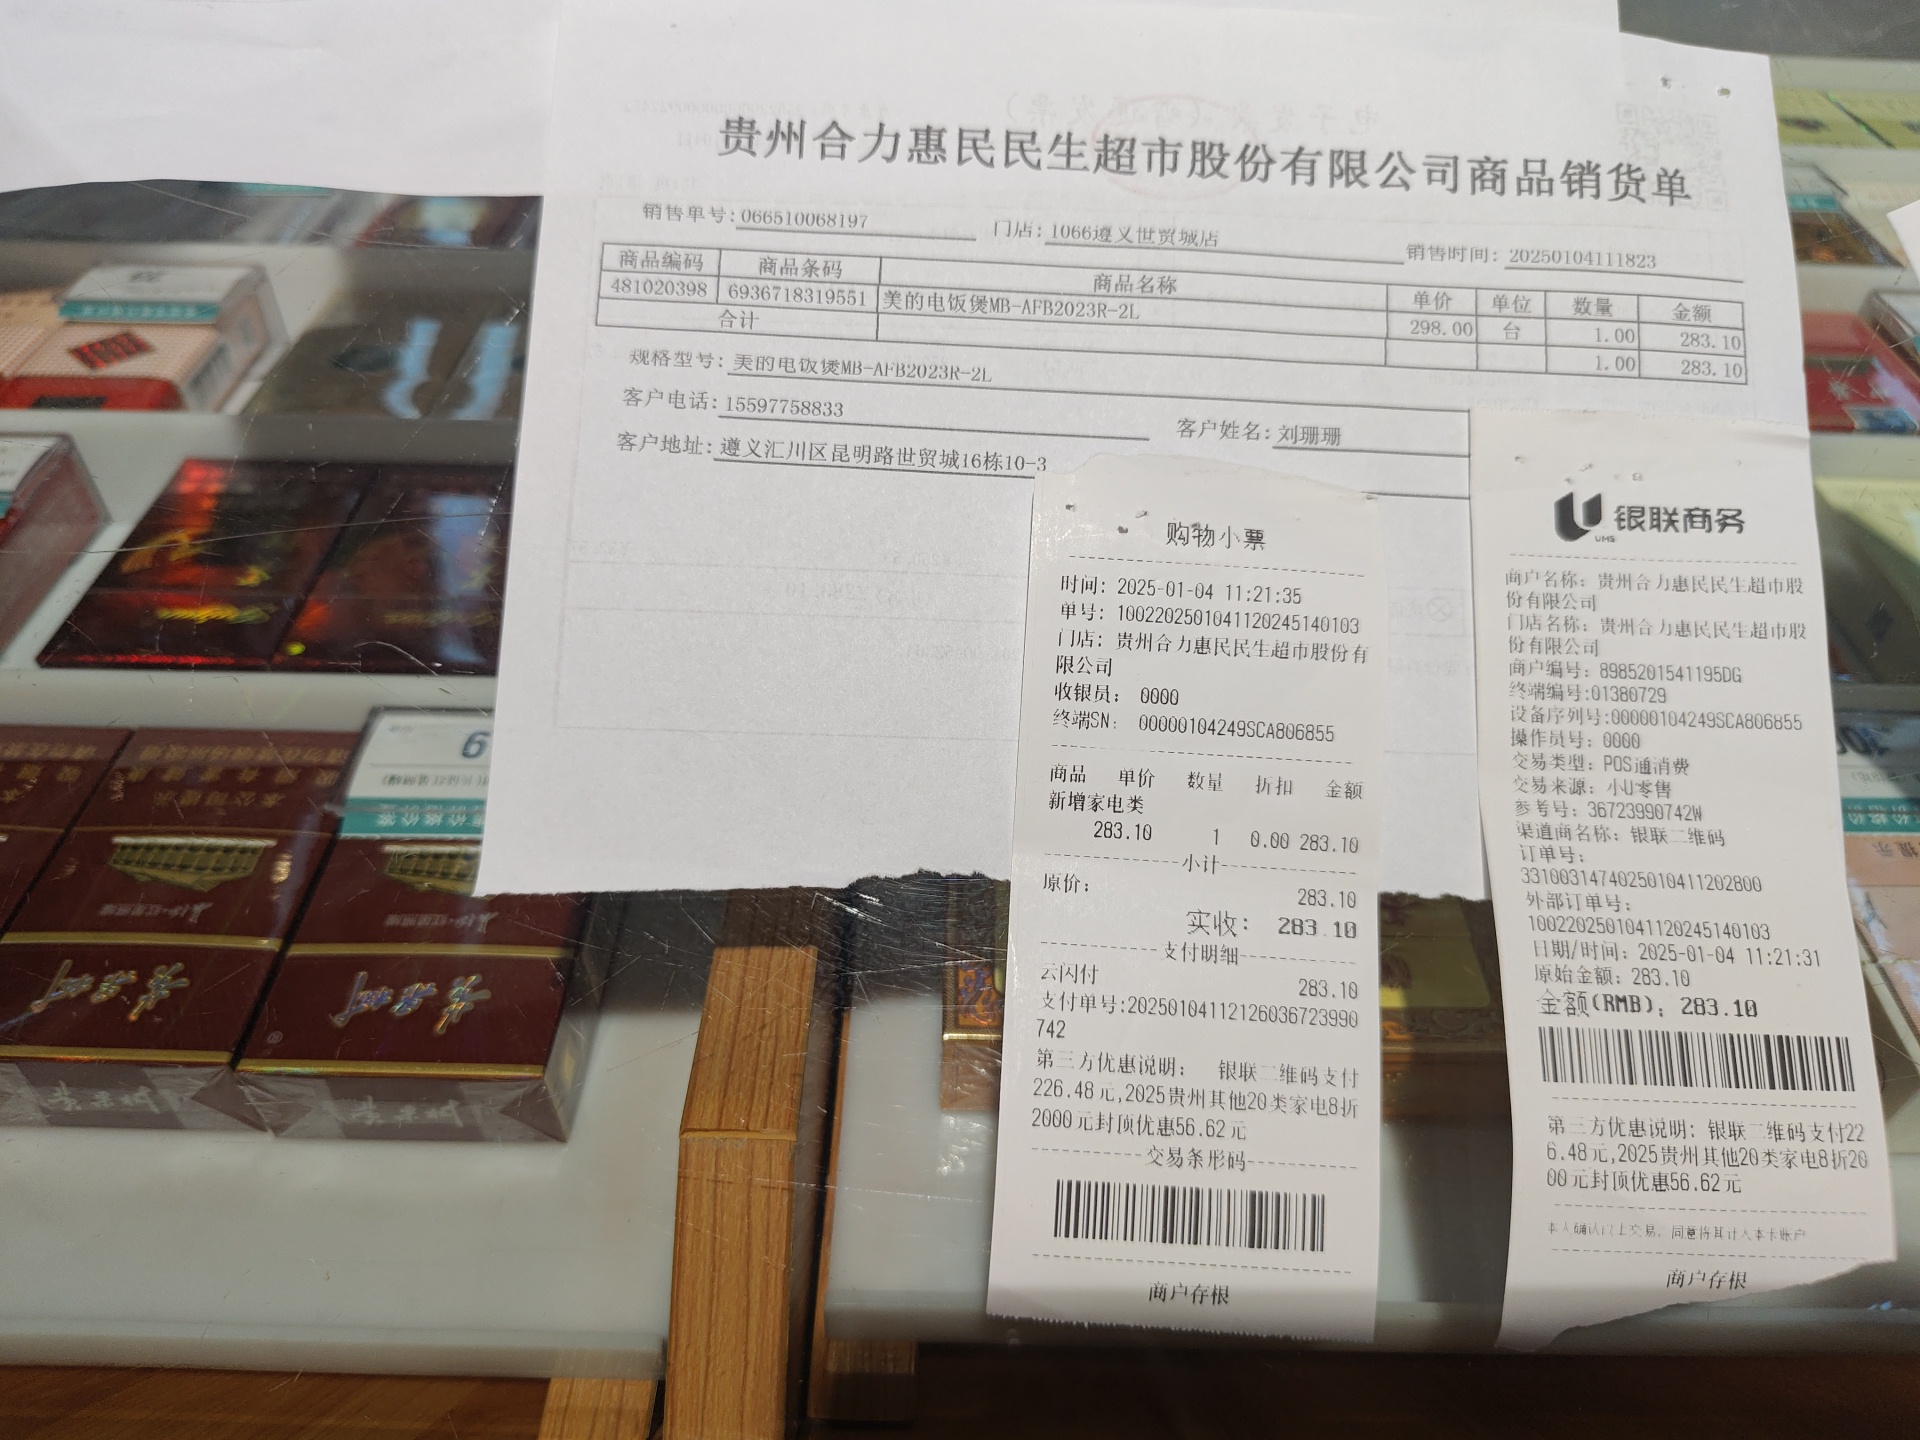 贵州合力惠民民生超市股份有限公司商品销货单
销售单号:066510068197 门店:1066遵义世贸城店 销售时间:20250104111823
商品编码 商品条码 商品名称 单价 单位 数量 金额
481020398 6936718319551 美的电饭煲MB-AFB2023R-2L 298.00 台 1.00 283.10
合计 1.00 283.10
规格型号:美的电饭煲MB-AFB2023R-2L
客户电话:15597758833 客户姓名:刘珊珊
客户地址:遵义汇川区昆明路世贸城16栋10-3
购物小票
时间: 2025-01-04 11:21:35
单号: 10022025010411202451​40103
门店: 贵州合力惠民民生超市股份有
限公司
收银员: 0000
终端SN: 00000104249SCA806855
商品 单价 数量 折扣 金额
新增家电类
283.10 1 0.00 283.10
小计
原价: 283.10
实收: 283.10
支付明细
云闪付 283.10
支付单号:20250104112126036723990
742
第三方优惠说明: 银联二维码支付
226.48元,2025贵州其他20类家电8折
2000元封顶优惠56.62元
交易条形码
商户存根
银联商务
UMS
商户名称: 贵州合力惠民民生超市股
份有限公司
门店名称: 贵州合力惠民民生超市股
份有限公司
商户编号: 8985201541195DG
终端编号:01380729
设备序列号:00000104249SCA806855
操作员号: 0000
交易类型: POS通消费
交易来源: 小U零售
参考号: 36723990742W
渠道商名称: 银联二维码
订单号:
33100314740250104112028​00
外部订单号:
10022025010411202451​40103
日期/时间: 2025-01-04 11:21:31
原始金额: 283.10
金额(RMB): 283.10
第三方优惠说明: 银联二维码支付22
6.48元,2025贵州其他20类家电8折20
00元封顶优惠56.62元
本人确认以上交易, 同意将其计入本卡账户
商户存根